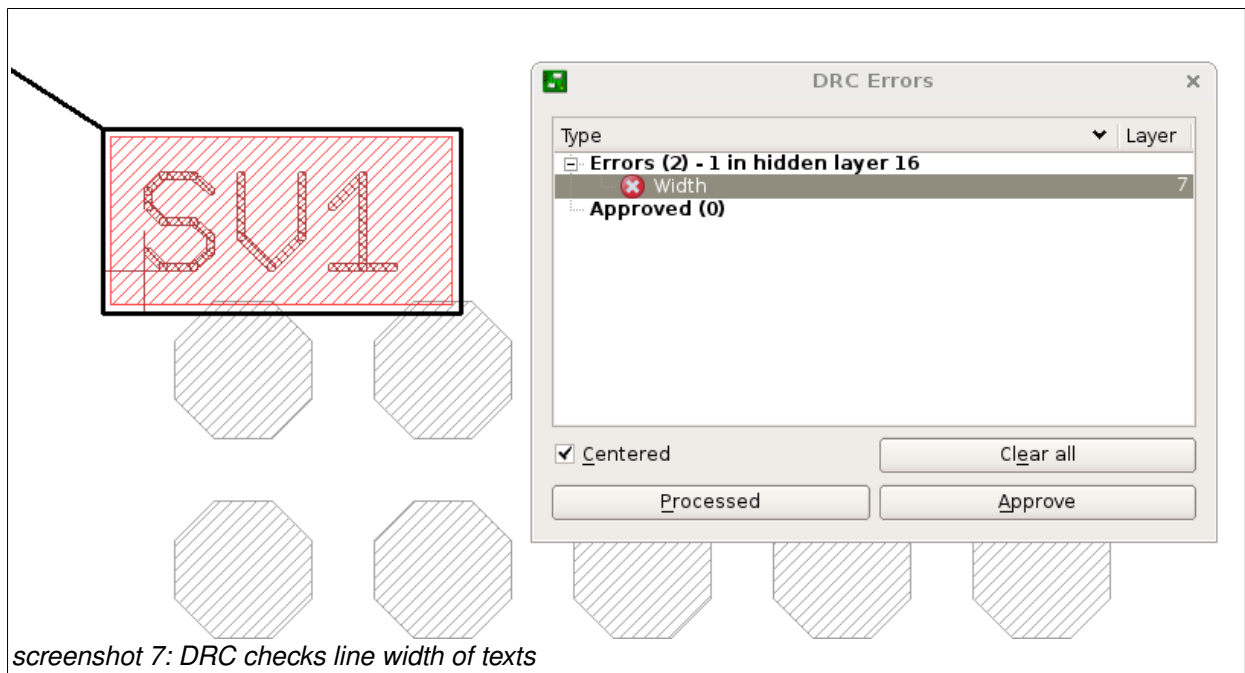 DRC Errors
Type Layer
Errors (2) - 1 in hidden layer 16
Width 7
Approved (0)
SV1
Centered Clear all
Processed Approve
screenshot 7: DRC checks line width of texts